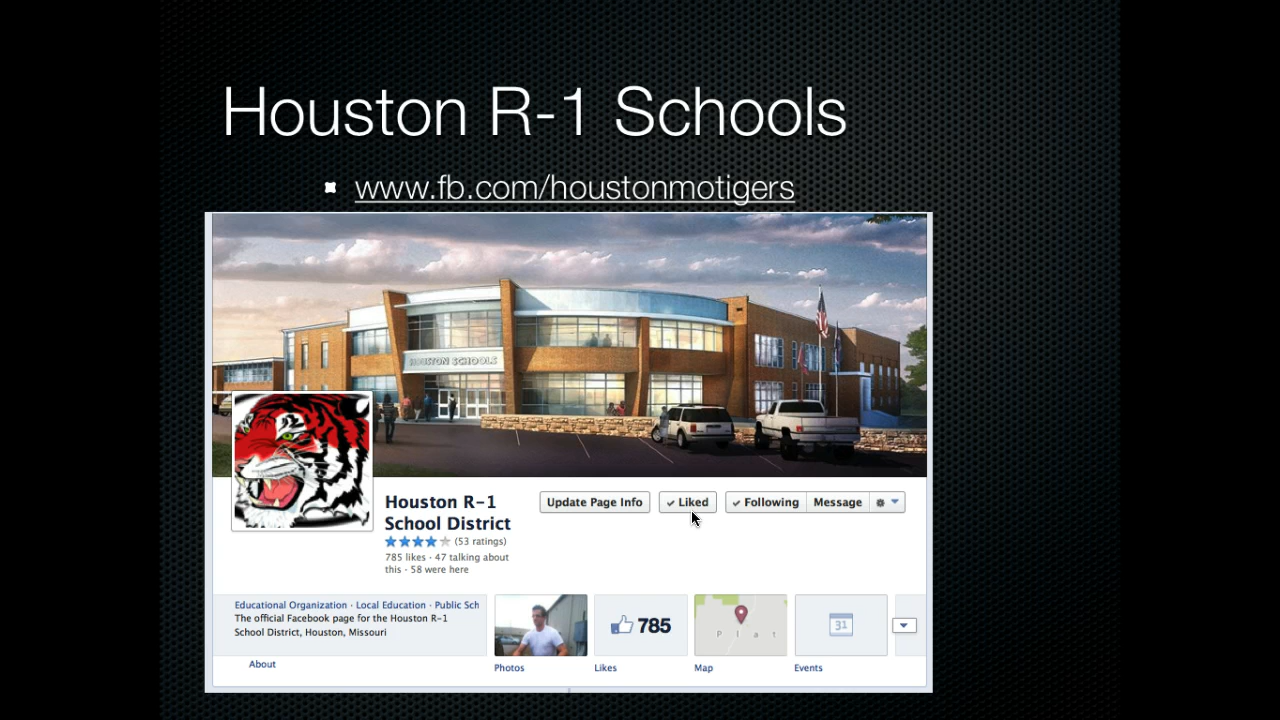 Houston R-1 Schools
www.fb.com/houstonmotigers
HOUSTON SCHOOLS
Houston R-1
School District
Update Page Info
Liked
Following
Message
(53 ratings)
785 likes · 47 talking about
this · 58 were here
Educational Organization · Local Education · Public Sch
The official Facebook page for the Houston R-1
School District, Houston, Missouri
About
785
P l a t
31
Photos
Likes
Map
Events